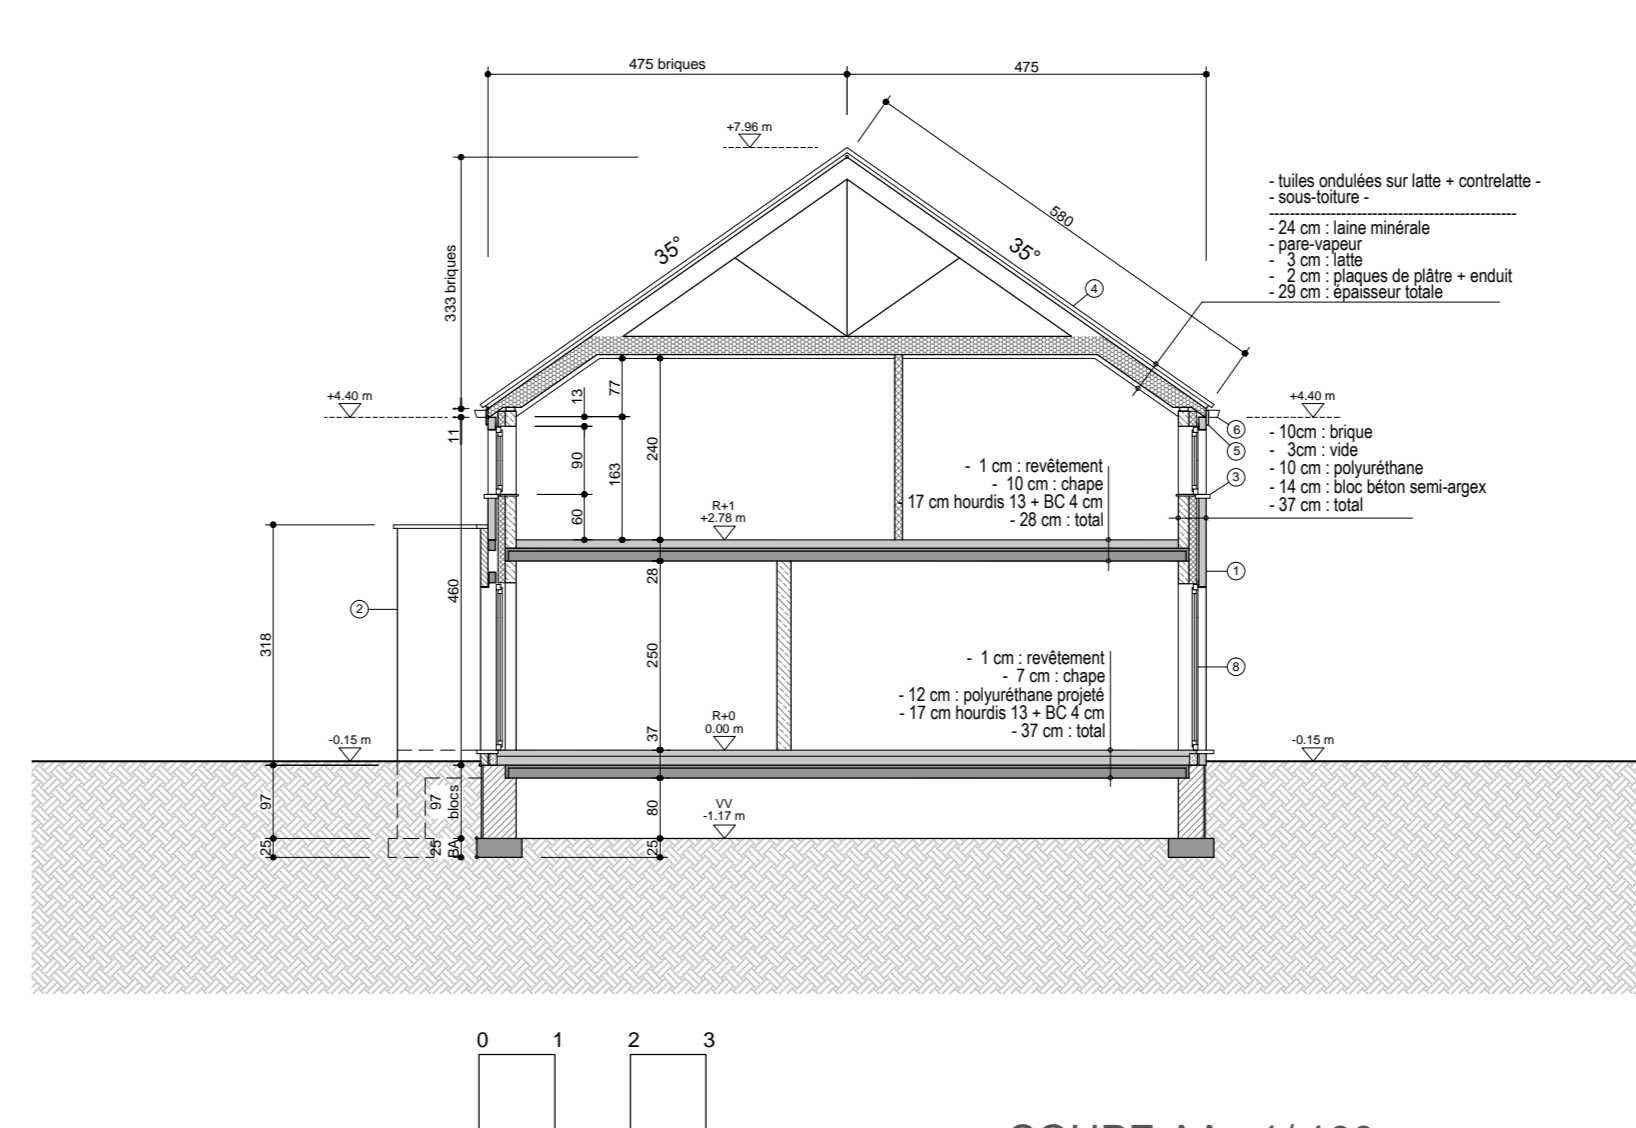 475 briques
475
+7.96 m
580
35°
35°
- tuiles ondulées sur latte + contrelatte -
- sous-toiture -
------------------------------------------------
- 24 cm : laine minérale
- pare-vapeur
- 3 cm : latte
- 2 cm : plaques de plâtre + enduit
- 29 cm : épaisseur totale
4
333 briques
+4.40 m
+4.40 m
11
13
77
90
163
240
60
6
5
3
- 10cm : brique
- 3cm : vide
- 10 cm : polyuréthane
- 14 cm : bloc béton semi-argex
- 37 cm : total
- 1 cm : revêtement
- 10 cm : chape
17 cm hourdis 13 + BC 4 cm
- 28 cm : total
R+1
+2.78 m
1
28
460
2
318
250
8
- 1 cm : revêtement
- 7 cm : chape
- 12 cm : polyuréthane projeté
- 17 cm hourdis 13 + BC 4 cm
- 37 cm : total
R+0
0.00 m
37
-0.15 m
-0.15 m
97
97
blocs
80
VV
-1.17 m
25
25
BA
25
0 1 2 3